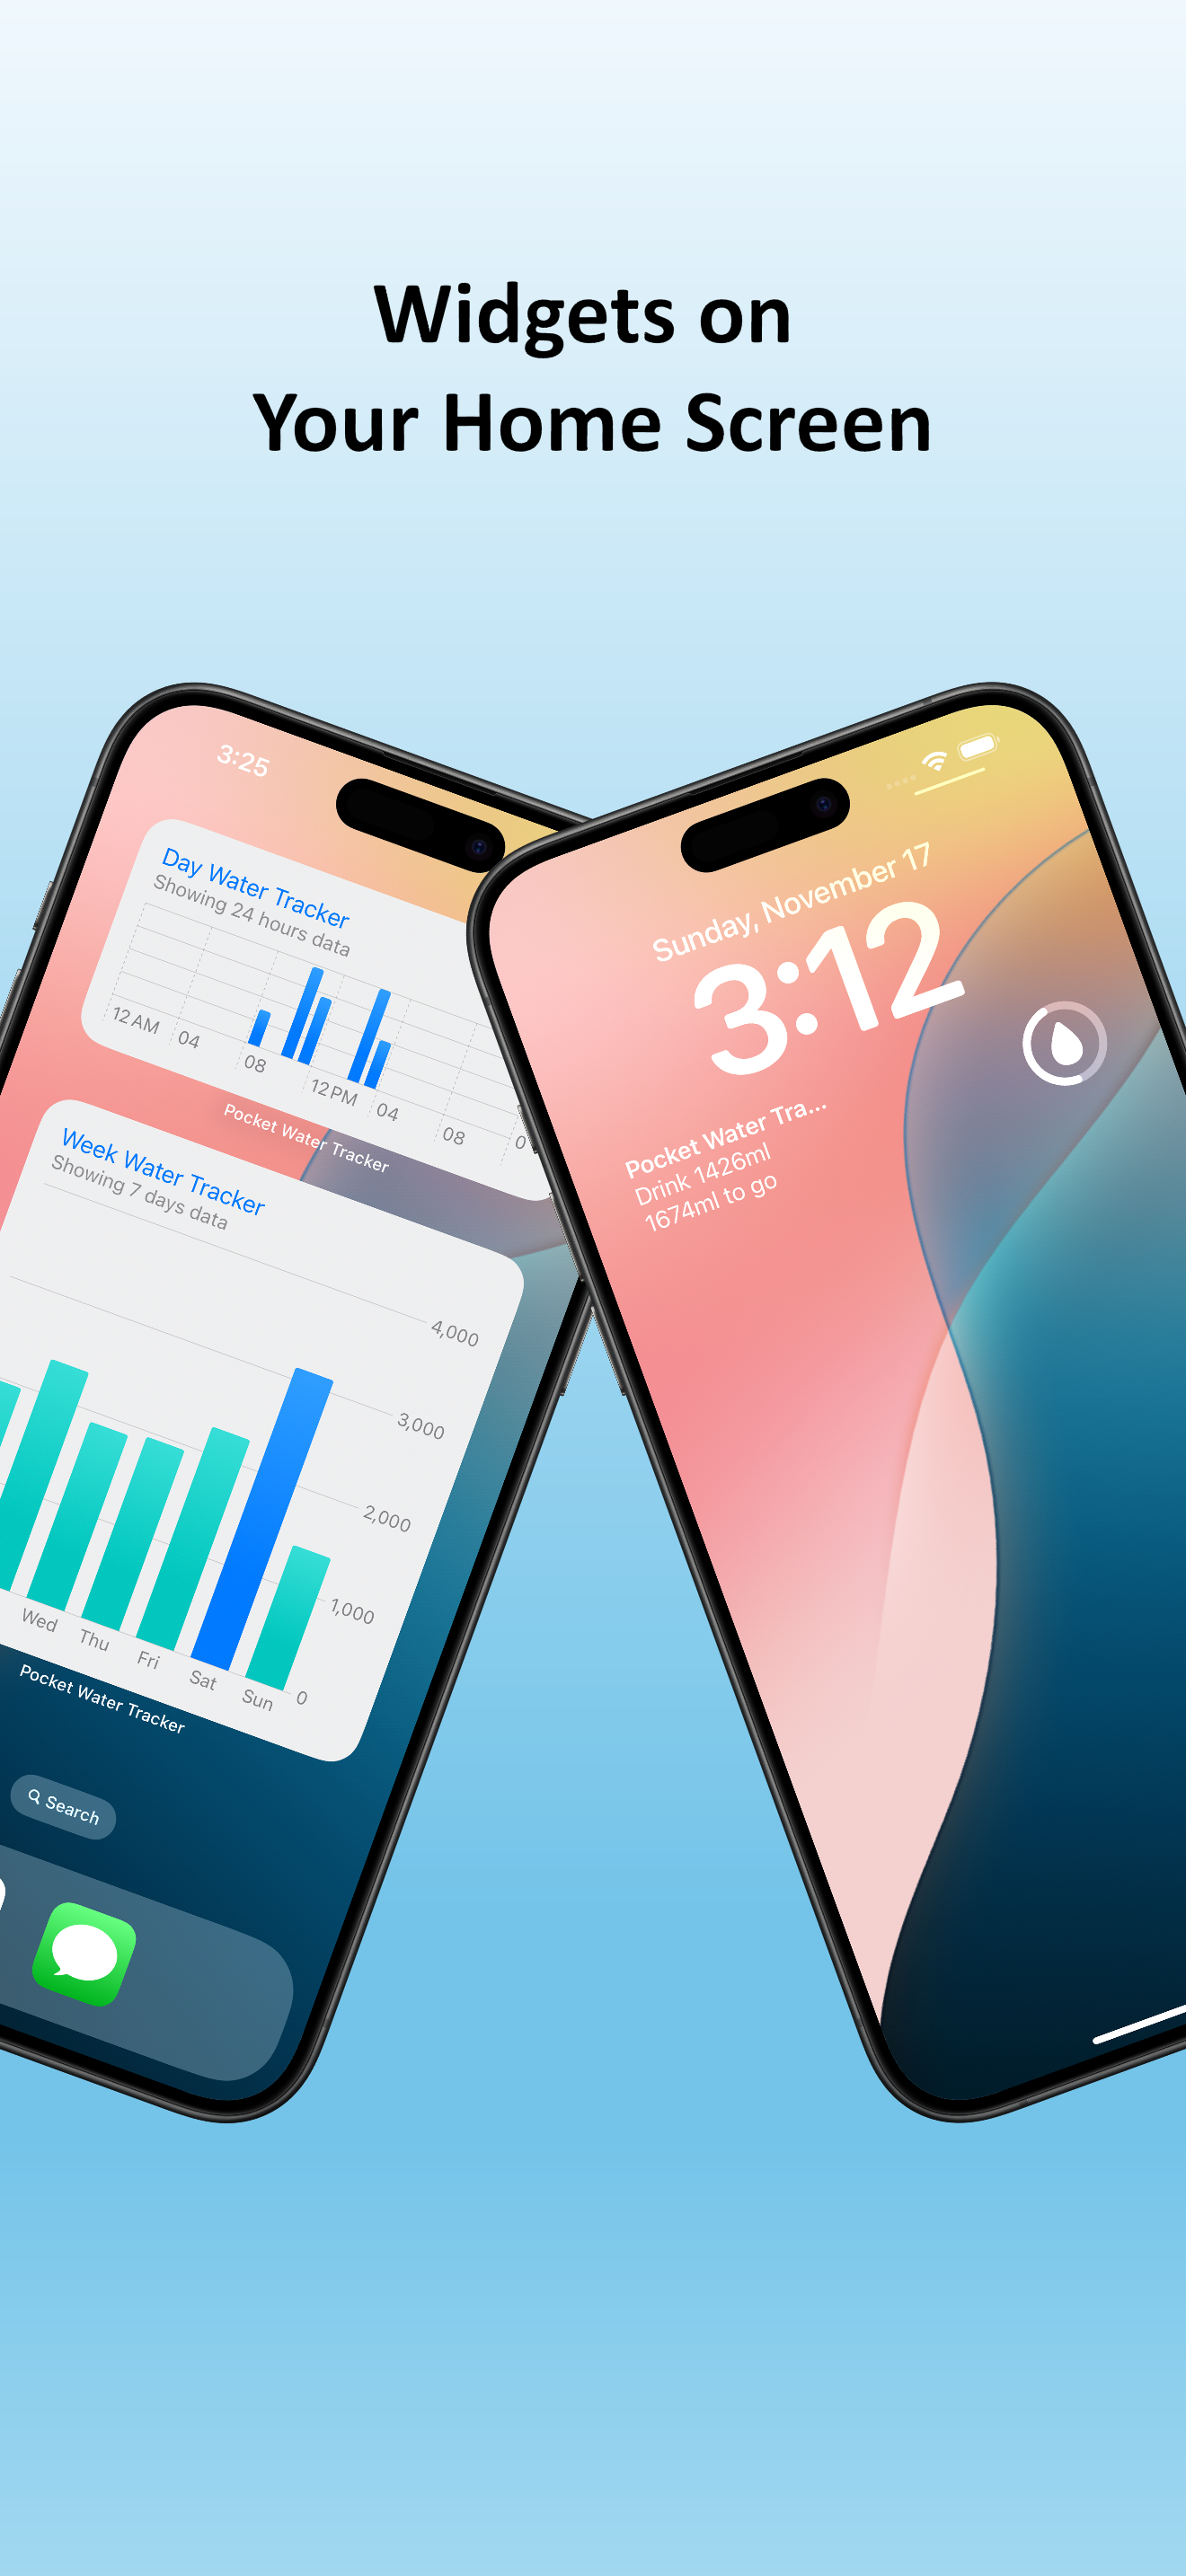 Widgets on
Your Home Screen
3:25
Day Water Tracker
Showing 24 hours data
12 AM
04
08
12 PM
04
08
Pocket Water Tracker
Week Water Tracker
Showing 7 days data
4,000
3,000
2,000
1,000
0
Wed
Thu
Fri
Sat
Sun
Pocket Water Tracker
Search
Sunday, November 17
3:12
Pocket Water Tra...
Drink 1426ml
1674ml to go